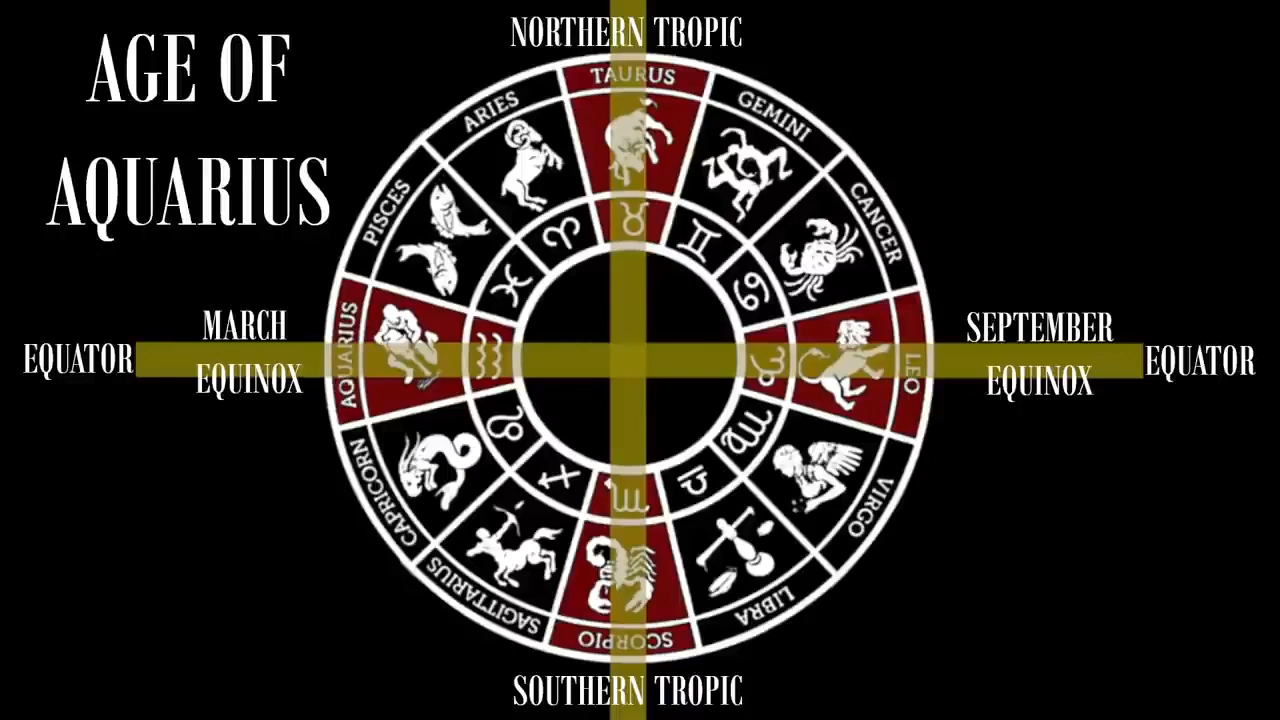 AGE OF
AQUARIUS
NORTHERN TROPIC
TAURUS
ARIES
GEMINI
PISCES
CANCER
AQUARIUS
LEO
CAPRICORN
VIRGO
SAGITTARIUS
LIBRA
SCORPIO
MARCH
EQUINOX
EQUATOR
SEPTEMBER
EQUINOX
EQUATOR
SOUTHERN TROPIC